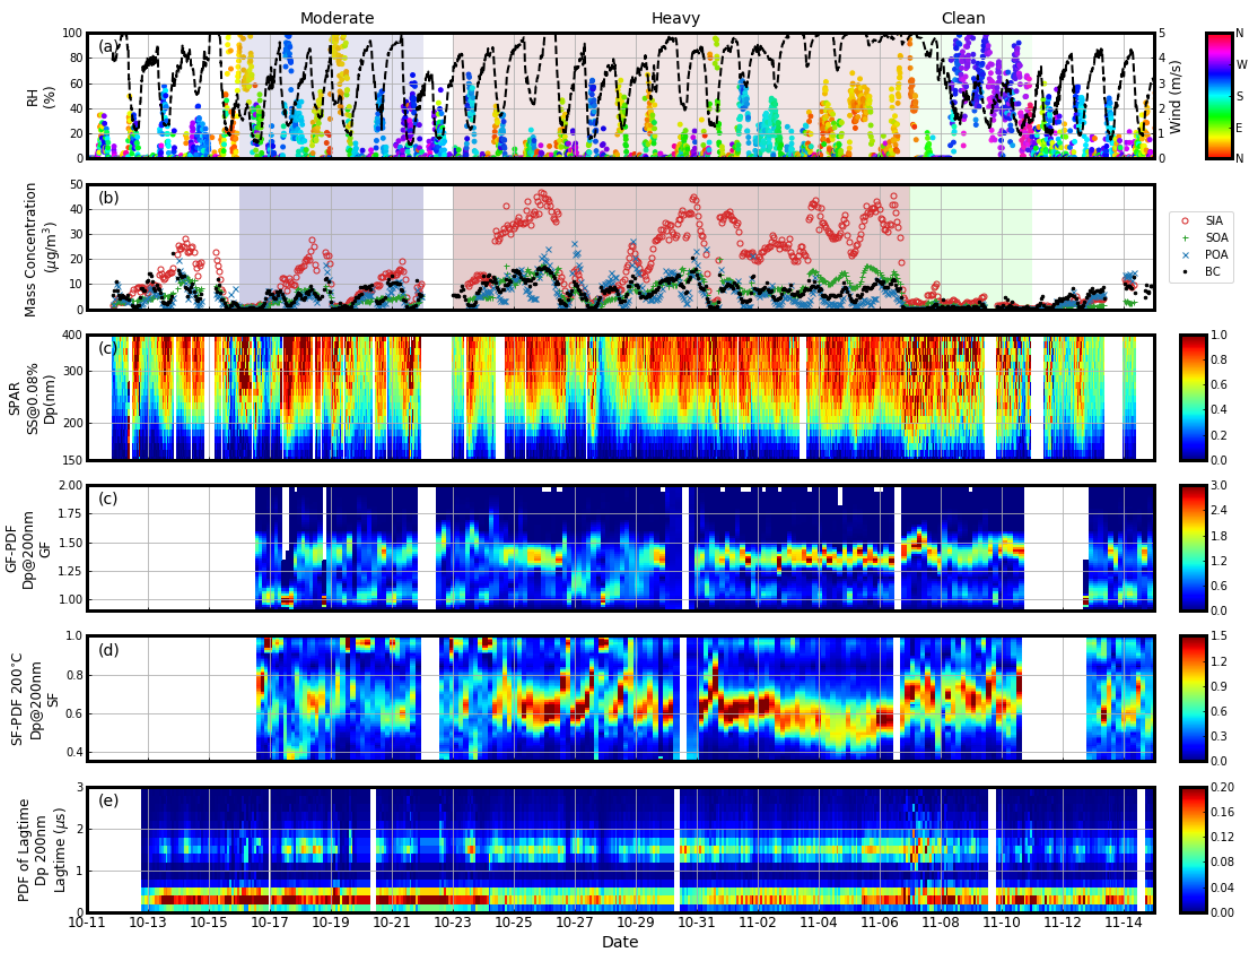 Moderate Heavy Clean
(a)
100
80
60
40
20
0
RH
(%)
5
4
3
2
1
0
Wind (m/s)
N
W
S
E
N
(b)
50
40
30
20
10
0
Mass Concentration
(μg/m³)
SIA
SOA
POA
BC
(c)
400
300
200
150
SPAR
SS@0.08%
Dp(nm)
1.0
0.8
0.6
0.4
0.2
0.0
(c)
2.00
1.75
1.50
1.25
1.00
GF-PDF
Dp@200nm
GF
3.0
2.4
1.8
1.2
0.6
0.0
(d)
1.0
0.8
0.6
0.4
SF-PDF 200°C
Dp@200nm
SF
1.5
1.2
0.9
0.6
0.3
0.0
(e)
3
2
1
0
PDF of Lagtime
Dp 200nm
Lagtime (μs)
0.20
0.16
0.12
0.08
0.04
0.00
10-11 10-13 10-15 10-17 10-19 10-21 10-23 10-25 10-27 10-29 10-31 11-02 11-04 11-06 11-08 11-10 11-12 11-14
Date